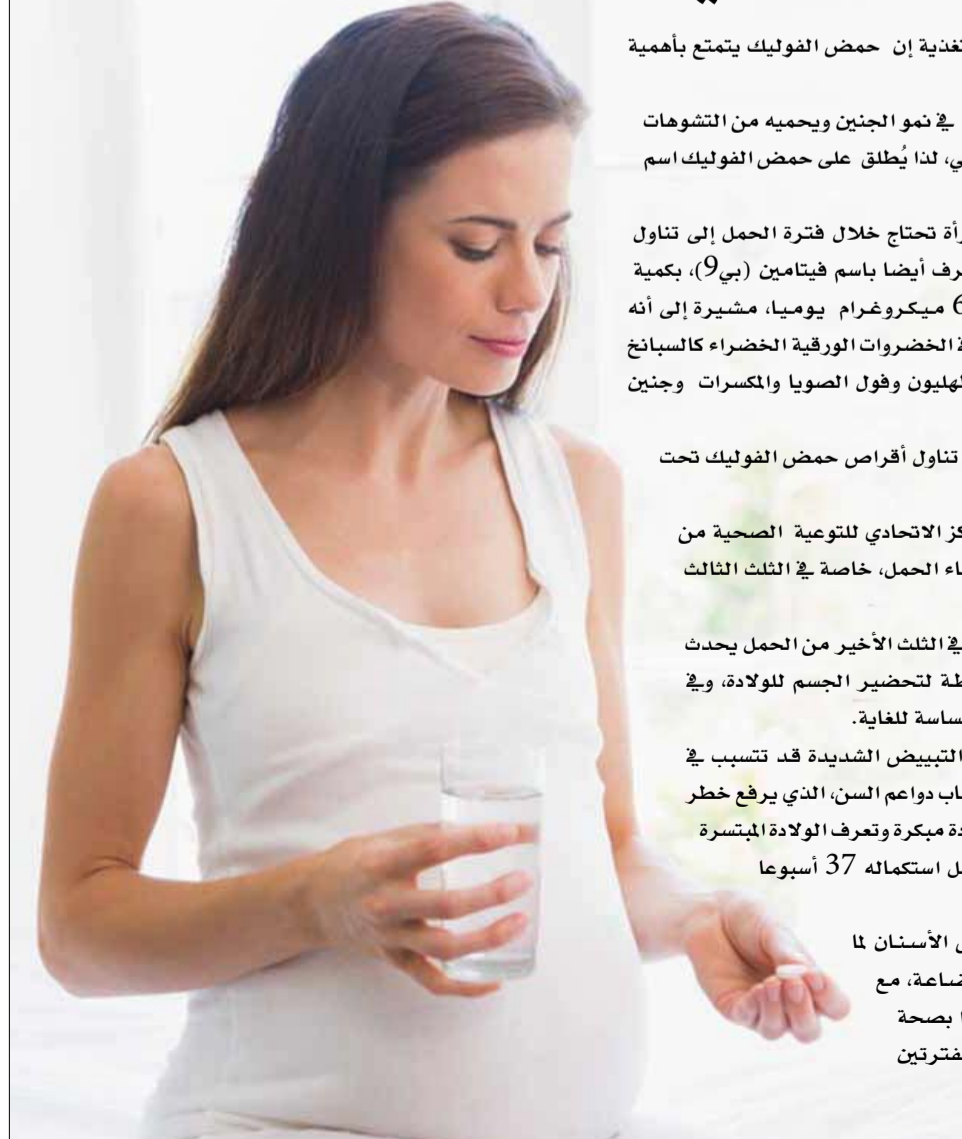 تغذية إن حمض الفوليك يتمتع بأهمية
في نمو الجنين ويحميه من التشوهات
ي، لذا يُطلق على حمض الفوليك اسم
رأة تحتاج خلال فترة الحمل إلى تناول
رف أيضا باسم فيتامين (بي9)، بكمية
6 ميكروغرام يوميا، مشيرة إلى أنه
ة الخضروات الورقية الخضراء كالسبانخ
لهليون وفول الصويا والمكسرات وجنين
تناول أقراص حمض الفوليك تحت
كز الاتحادي للتوعية الصحية من
اء الحمل، خاصة في الثلث الثالث
في الثلث الأخير من الحمل يحدث
طة لتحضير الجسم للولادة، وفي
ساسة للغاية.
التبييض الشديدة قد تتسبب في
اب دواعم السن، الذي يرفع خطر
دة مبكرة وتعرف الولادة المبتسرة
ل استكماله 37 أسبوعا
ى الأسنان لما
ضاعة، مع
ا بصحة
لفترتين